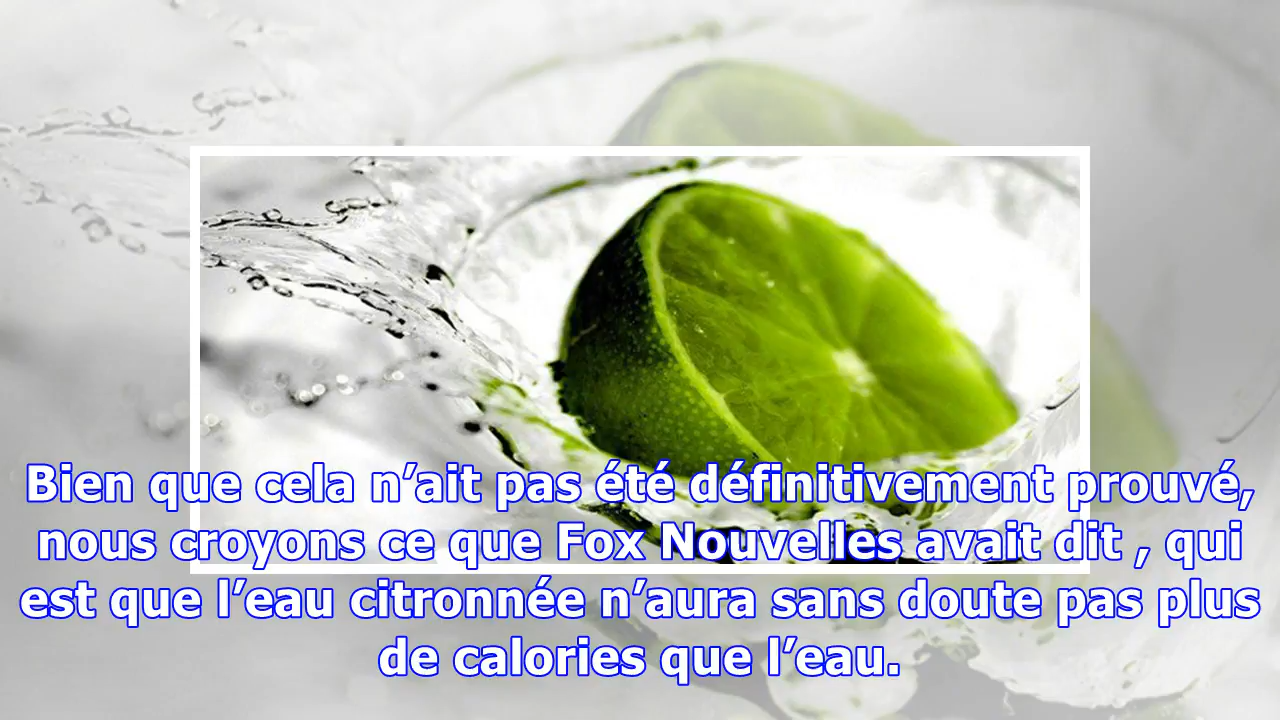 Bien que cela n’ait pas été définitivement prouvé,
nous croyons ce que Fox Nouvelles avait dit , qui
est que l’eau citronnée n’aura sans doute pas plus
de calories que l’eau.